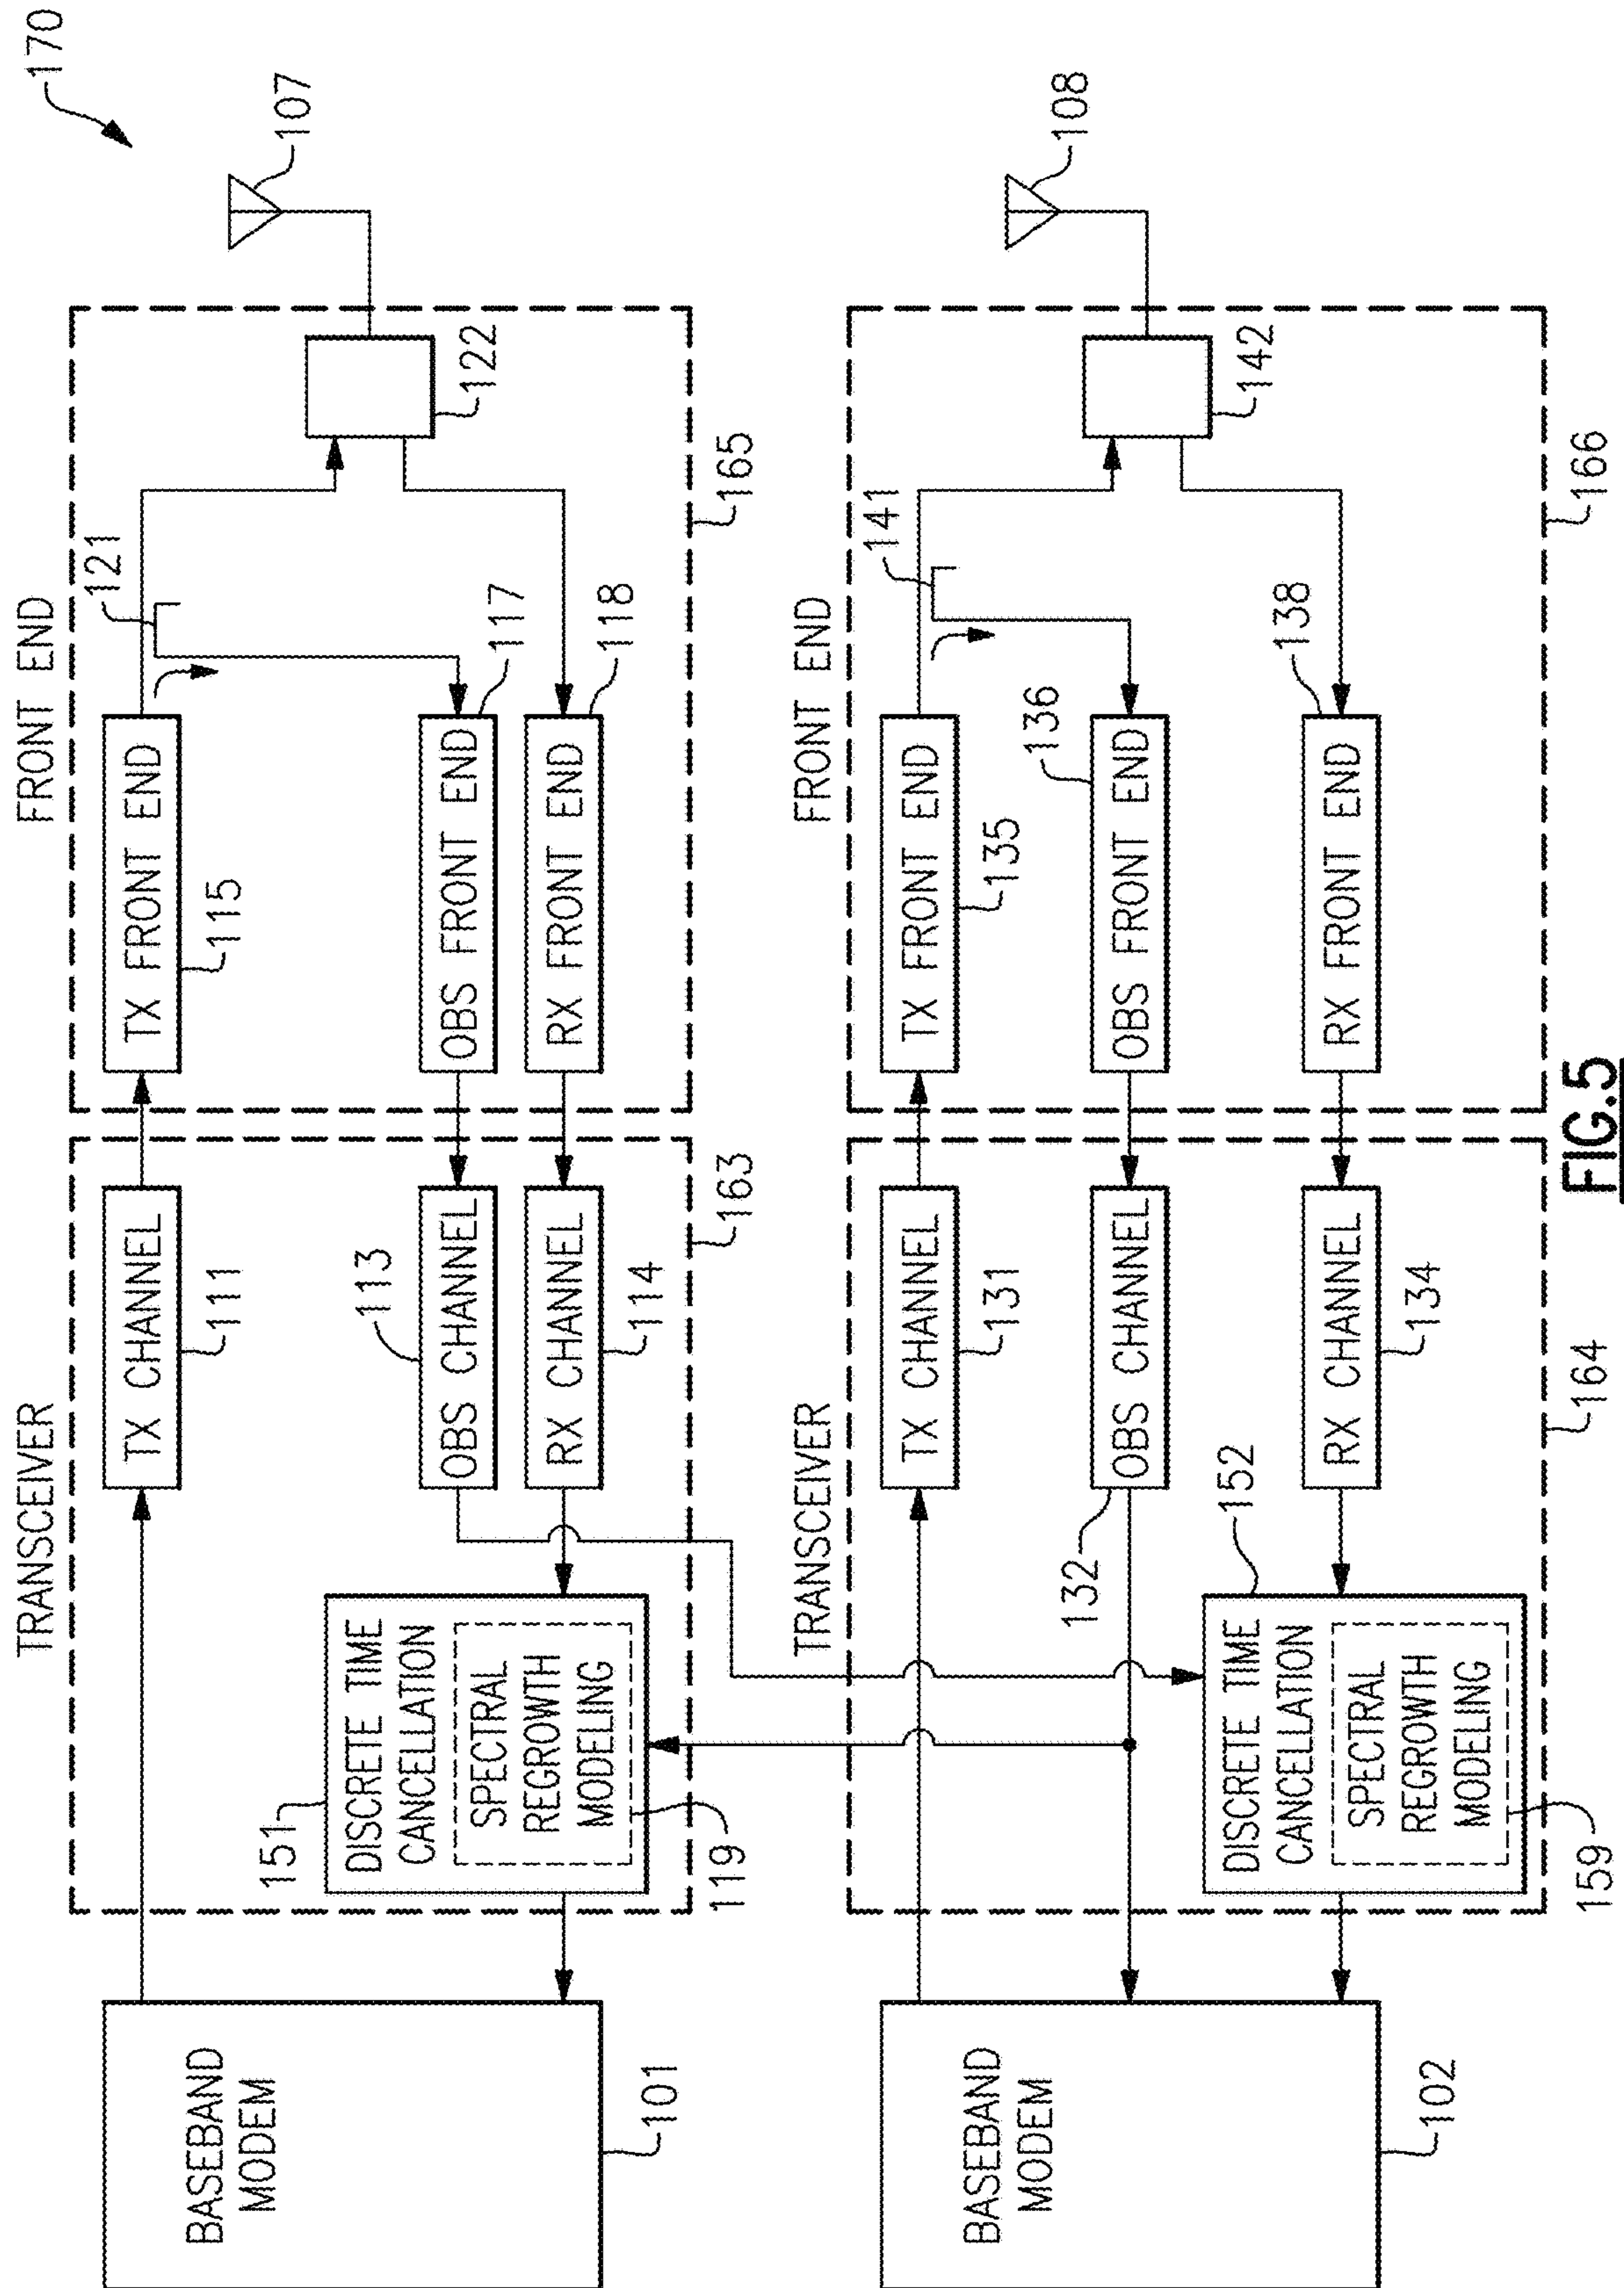 170
TRANSCEIVER
FRONT END
107
TX CHANNEL
111
TX FRONT END
115
121
122
BASEBAND
MODEM
101
151
DISCRETE TIME
CANCELLATION
SPECTRAL
REGROWTH
MODELING
119
113
OBS CHANNEL
RX CHANNEL
114
163
OBS FRONT END
117
RX FRONT END
118
165
TRANSCEIVER
FRONT END
108
TX CHANNEL
131
TX FRONT END
135
141
142
BASEBAND
MODEM
102
132
OBS CHANNEL
136
OBS FRONT END
152
DISCRETE TIME
CANCELLATION
SPECTRAL
REGROWTH
MODELING
159
RX CHANNEL
134
164
RX FRONT END
138
166
FIG.5